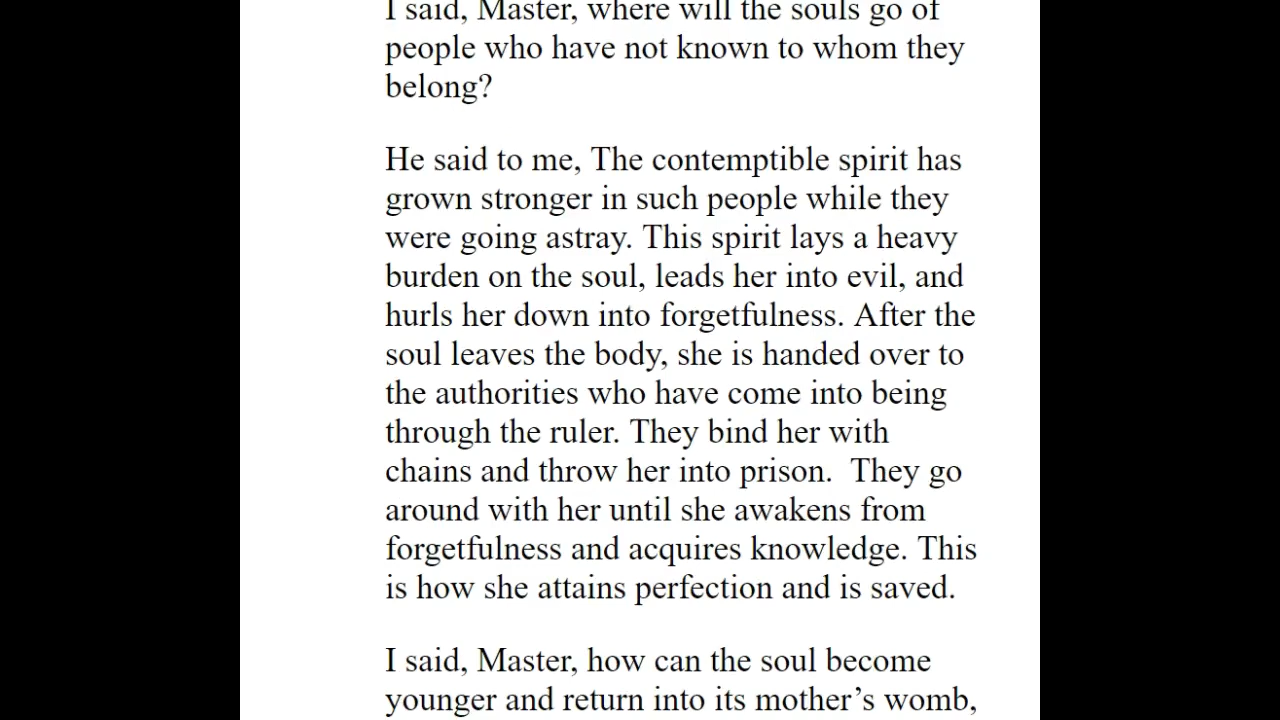 I said, Master, where will the souls go of
people who have not known to whom they
belong?
He said to me, The contemptible spirit has
grown stronger in such people while they
were going astray. This spirit lays a heavy
burden on the soul, leads her into evil, and
hurls her down into forgetfulness. After the
soul leaves the body, she is handed over to
the authorities who have come into being
through the ruler. They bind her with
chains and throw her into prison.  They go
around with her until she awakens from
forgetfulness and acquires knowledge. This
is how she attains perfection and is saved.
I said, Master, how can the soul become
younger and return into its mother’s womb,